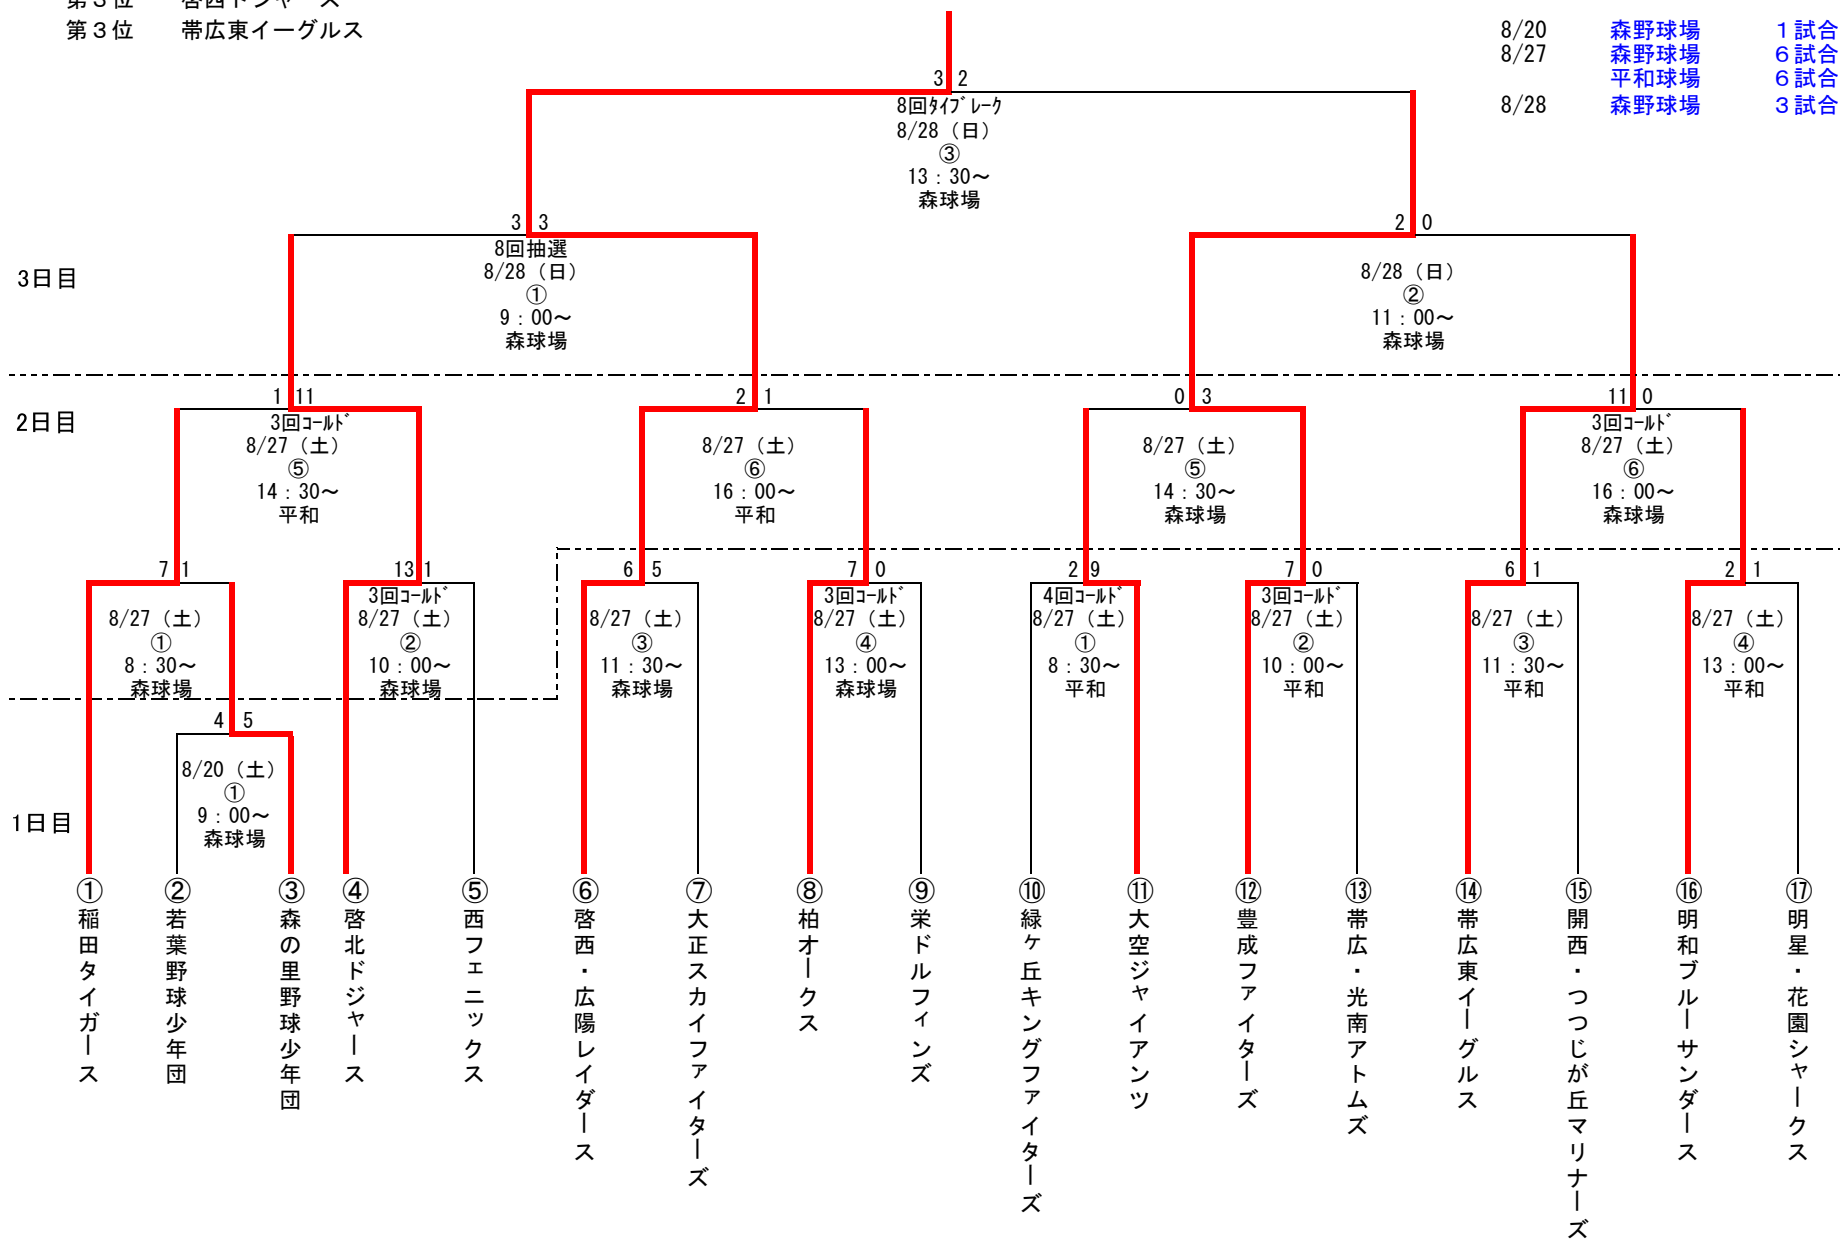 第３位 帯広東イーグルス
8/20 森野球場 １試合
8/27 森野球場 ６試合
平和球場 ６試合
8/28 森野球場 ３試合
3 2
8回ﾀｲﾌﾞﾚｰｸ
8/28（日）
③
13：30～
森球場
3日目
3 3
8回抽選
8/28（日）
①
9：00～
森球場
2 0
8/28（日）
②
11：00～
森球場
2日目
1 11
3回ｺｰﾙﾄﾞ
8/27（土）
⑤
14：30～
平和
2 1
8/27（土）
⑥
16：00～
平和
0 3
8/27（土）
⑤
14：30～
森球場
11 0
3回ｺｰﾙﾄﾞ
8/27（土）
⑥
16：00～
森球場
7 1
8/27（土）
①
8：30～
森球場
13 1
3回ｺｰﾙﾄﾞ
8/27（土）
②
10：00～
森球場
6 5
8/27（土）
③
11：30～
森球場
7 0
3回ｺｰﾙﾄﾞ
8/27（土）
④
13：00～
森球場
2 9
4回ｺｰﾙﾄﾞ
8/27（土）
①
8：30～
平和
7 0
3回ｺｰﾙﾄﾞ
8/27（土）
②
10：00～
平和
6 1
8/27（土）
③
11：30～
平和
2 1
8/27（土）
④
13：00～
平和
1日目
4 5
8/20（土）
①
9：00～
森球場
①稲田タイガース
②若葉野球少年団
③森の里野球少年団
④啓北ドジャース
⑤西フェニックス
⑥啓西・広陽レイダース
⑦大正スカイファイターズ
⑧柏オークス
⑨栄ドルフィンズ
⑩緑ヶ丘キングファイターズ
⑪大空ジャイアンツ
⑫豊成ファイターズ
⑬帯広・光南アトムズ
⑭帯広東イーグルス
⑮開西・つつじが丘マリナーズ
⑯明和ブルーサンダース
⑰明星・花園シャークス